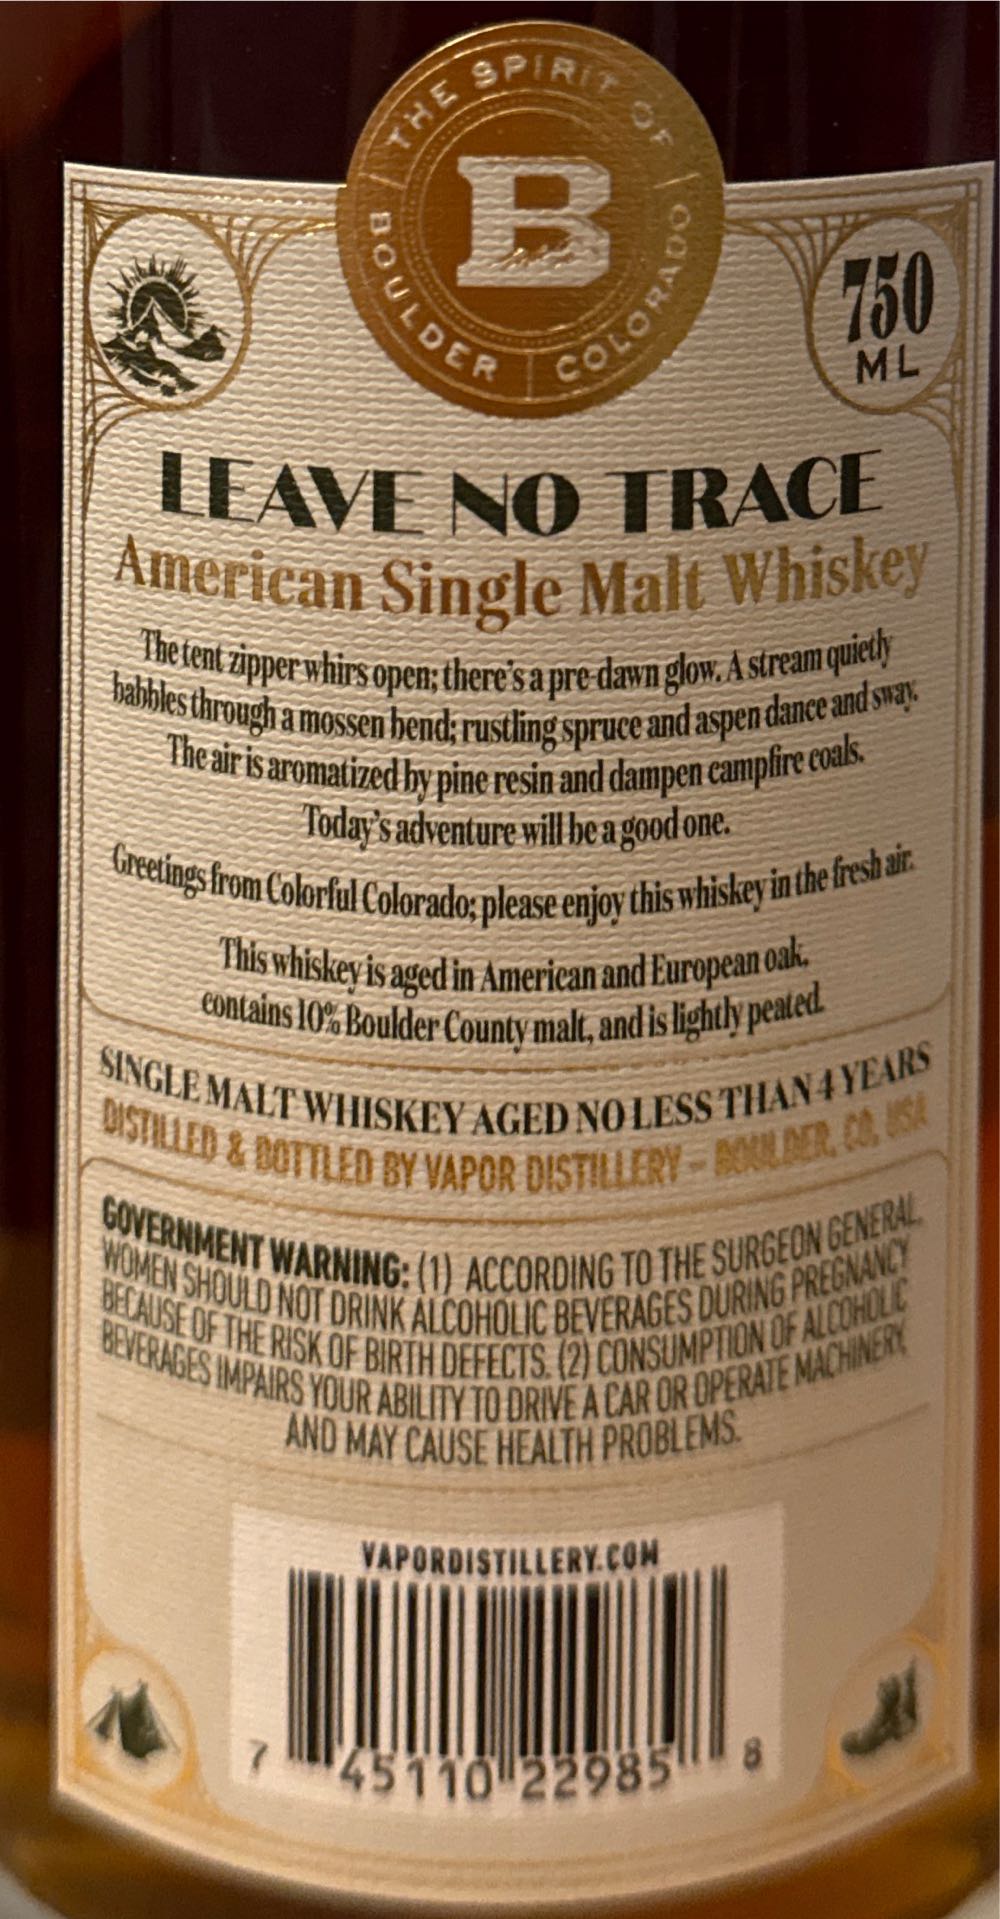 THE SPIRIT OF
BOULDER | COLORADO
B
750
ML
LEAVE NO TRACE
American Single Malt Whiskey
The tent zipper whirs open; there's a pre-dawn glow. A stream quietly
babbles through a mossen bend; rustling spruce and aspen dance and sway.
The air is aromatized by pine resin and dampen campfire coals.
Today's adventure will be a good one.
Greetings from Colorful Colorado; please enjoy this whiskey in the fresh air.
This whiskey is aged in American and European oak,
contains 10% Boulder County malt, and is lightly peated.
SINGLE MALT WHISKEY AGED NO LESS THAN 4 YEARS
DISTILLED & BOTTLED BY VAPOR DISTILLERY – BOULDER, CO, USA
GOVERNMENT WARNING: (1) ACCORDING TO THE SURGEON GENERAL,
WOMEN SHOULD NOT DRINK ALCOHOLIC BEVERAGES DURING PREGNANCY
BECAUSE OF THE RISK OF BIRTH DEFECTS. (2) CONSUMPTION OF ALCOHOLIC
BEVERAGES IMPAIRS YOUR ABILITY TO DRIVE A CAR OR OPERATE MACHINERY,
AND MAY CAUSE HEALTH PROBLEMS.
VAPORDISTILLERY.COM
7 45110 22985 8